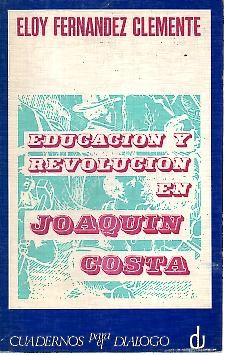 ELOY FERNANDEZ CLEMENTE
EDUCACION Y
REVOLUCION
EN
JOAQUIN
COSTA
CUADERNOS para el DIALOGO